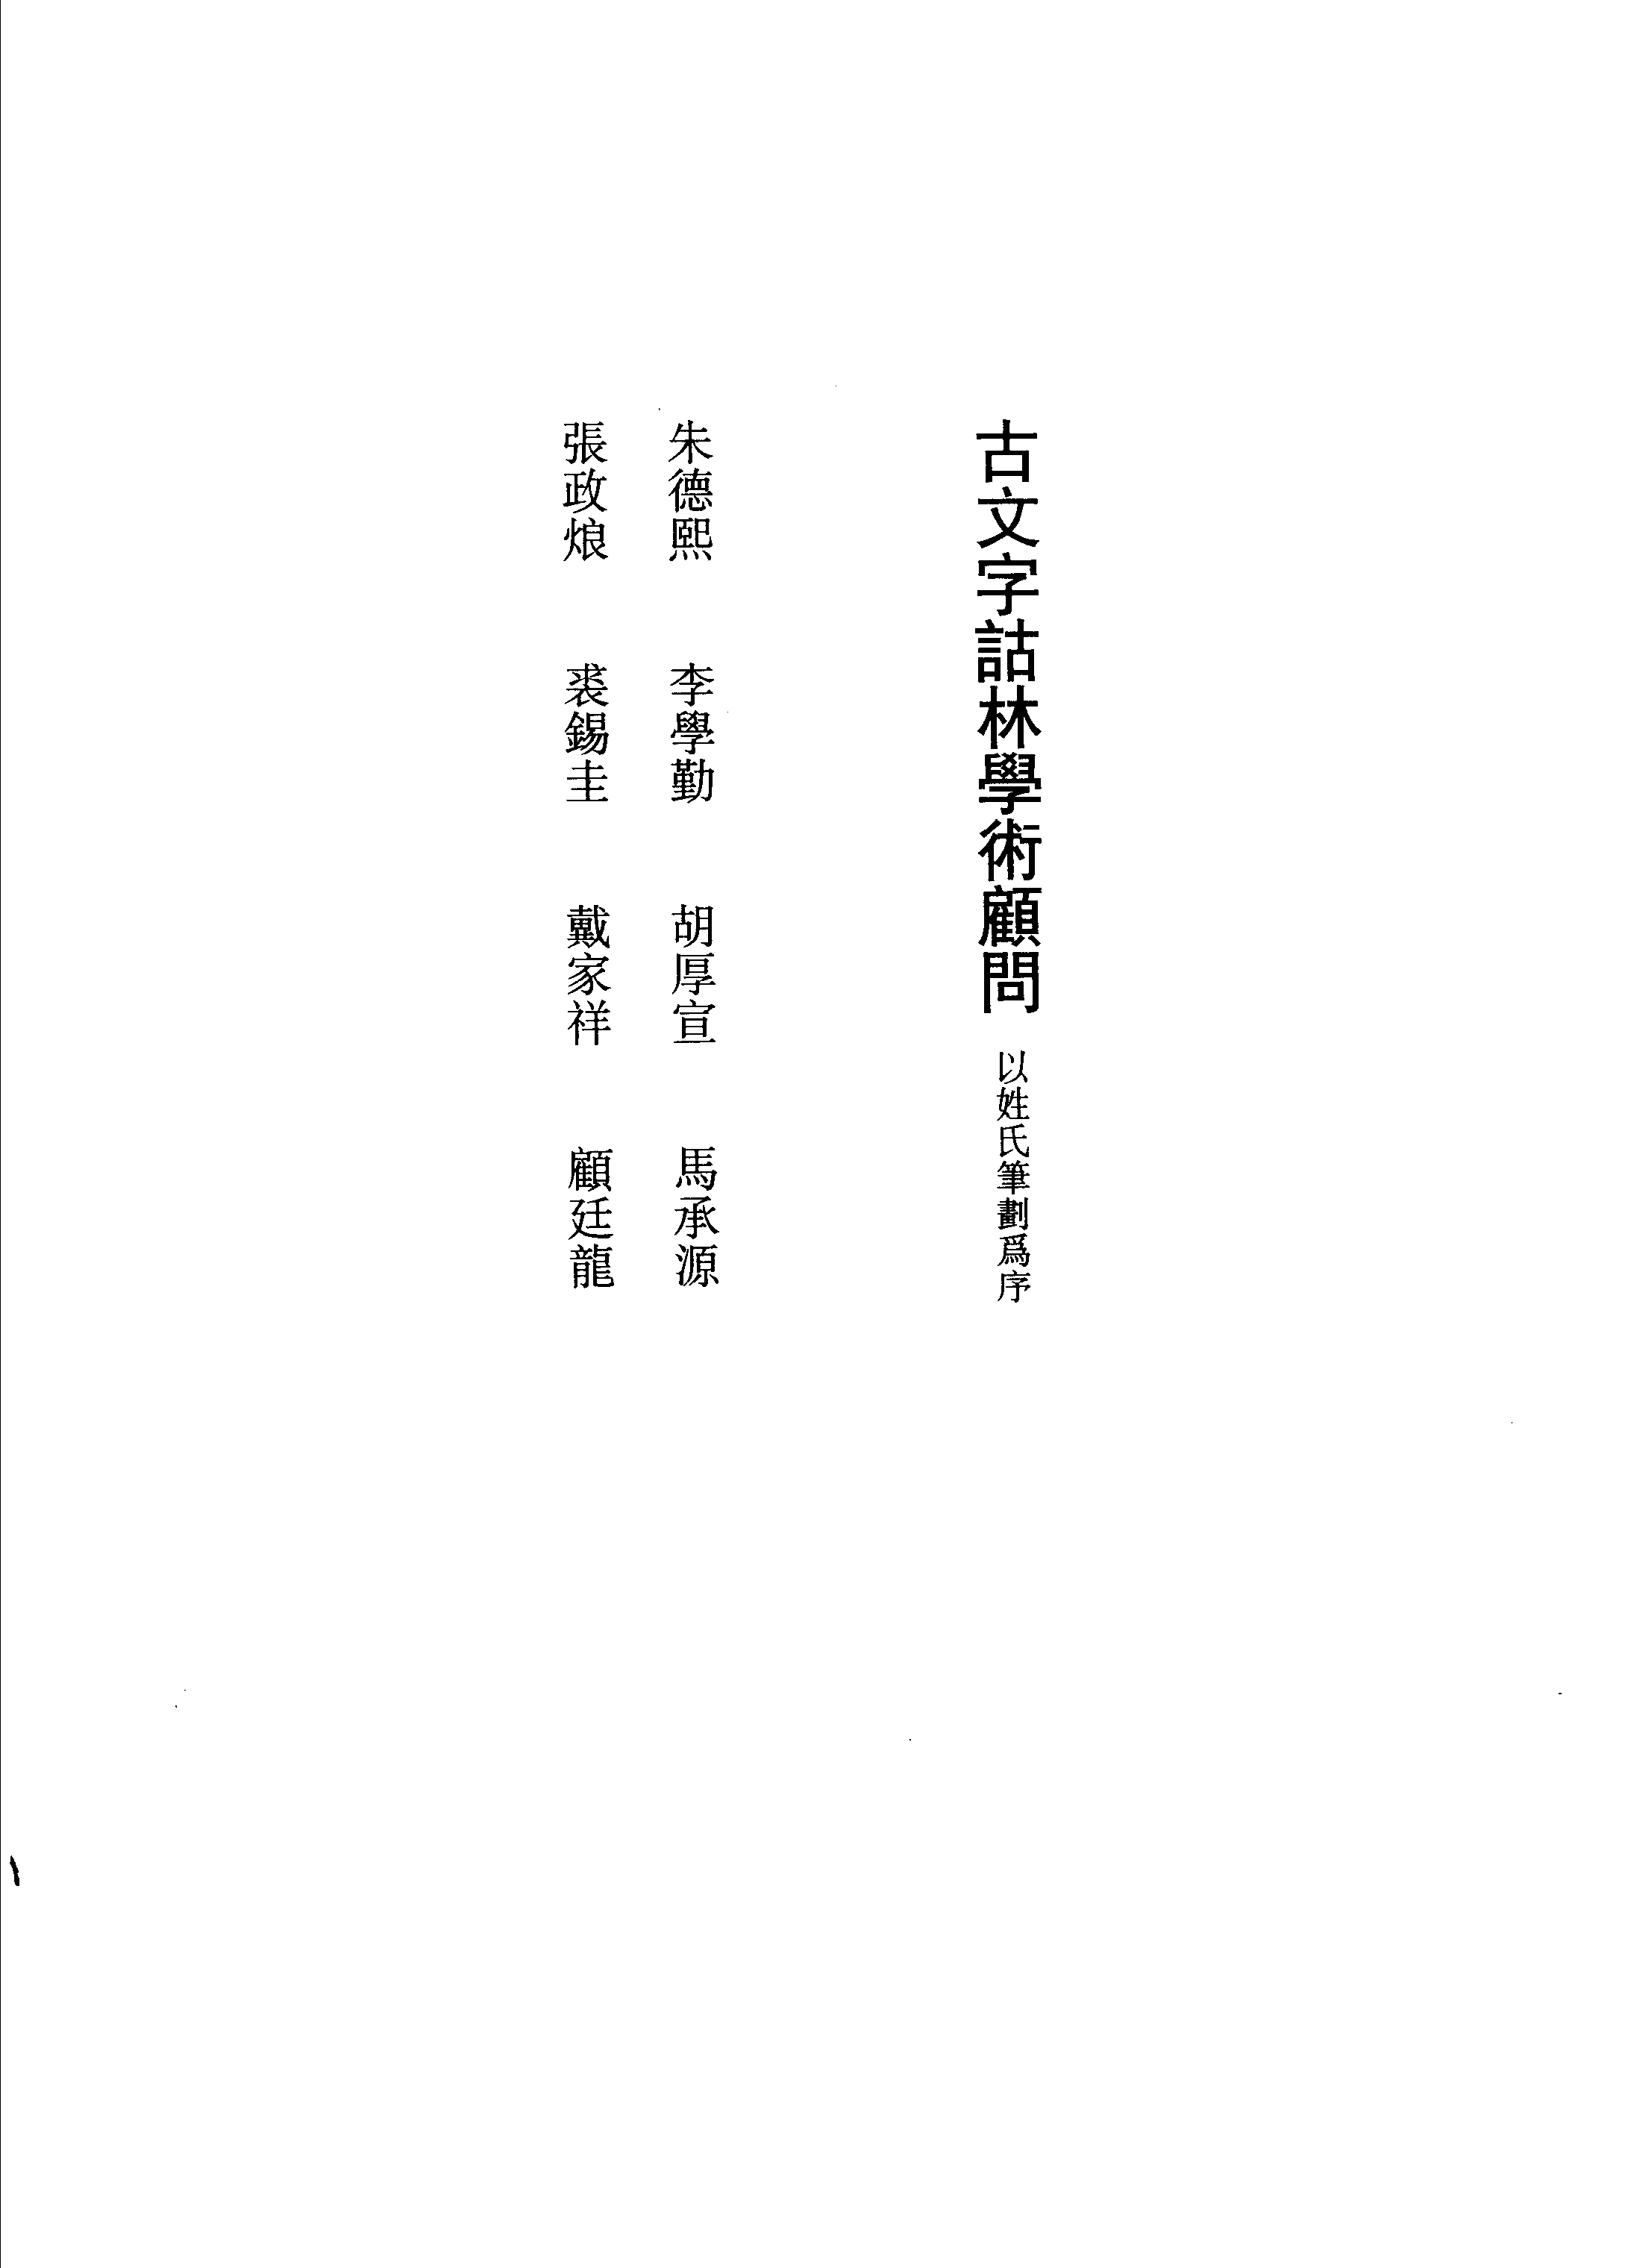 古文字詁林學術顧問 以姓氏筆劃爲序
朱德熙 李學勤 胡厚宣 馬承源
張政烺 裘錫圭 戴家祥 顧廷龍